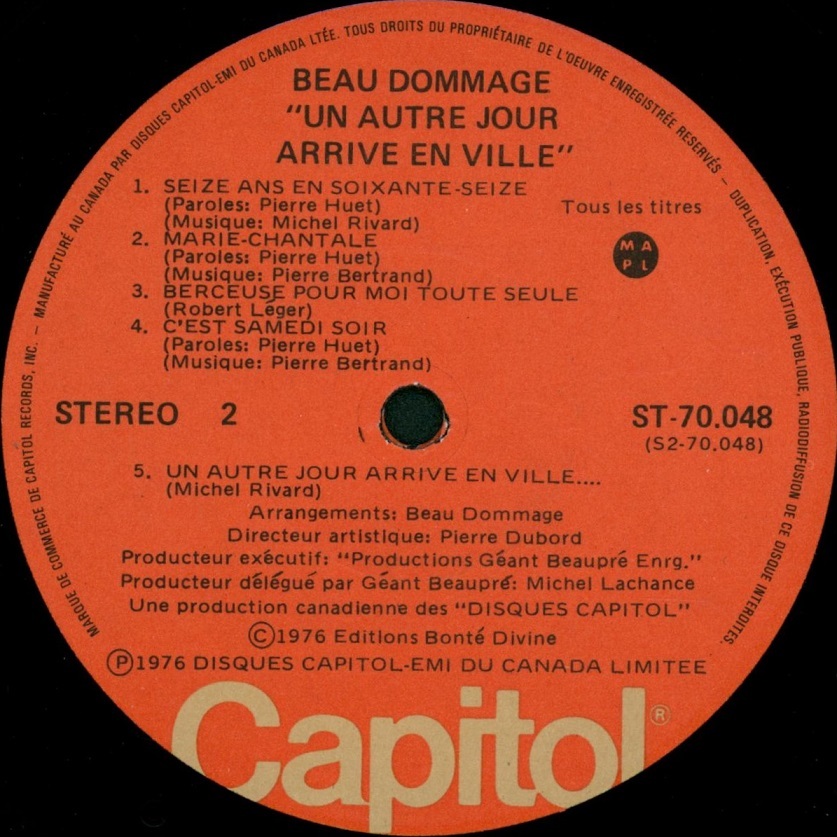 MARQUE DE COMMERCE DE CAPITOL RECORDS, INC. – MANUFACTURÉ AU CANADA PAR DISQUES CAPITOL-EMI DU CANADA LTÉE. TOUS DROITS DU PROPRIÉTAIRE DE L'OEUVRE ENREGISTRÉE RESERVÉS – DUPLICATION, EXÉCUTION PUBLIQUE, RADIODIFFUSION DE CE DISQUE INTERDITES.
BEAU DOMMAGE
"UN AUTRE JOUR
ARRIVE EN VILLE"
1. SEIZE ANS EN SOIXANTE-SEIZE
(Paroles: Pierre Huet)
(Musique: Michel Rivard)
Tous les titres
M A
P L
2. MARIE-CHANTALE
(Paroles: Pierre Huet)
(Musique: Pierre Bertrand)
3. BERCEUSE POUR MOI TOUTE SEULE
(Robert Léger)
4. C'EST SAMEDI SOIR
(Paroles: Pierre Huet)
(Musique: Pierre Bertrand)
STEREO 2
ST-70.048
(S2-70.048)
5. UN AUTRE JOUR ARRIVE EN VILLE....
(Michel Rivard)
Arrangements: Beau Dommage
Directeur artistique: Pierre Dubord
Producteur exécutif: "Productions Géant Beaupré Enrg."
Producteur délégué par Géant Beaupré: Michel Lachance
Une production canadienne des "DISQUES CAPITOL"
©1976 Editions Bonté Divine
℗1976 DISQUES CAPITOL-EMI DU CANADA LIMITEE
Capitol®